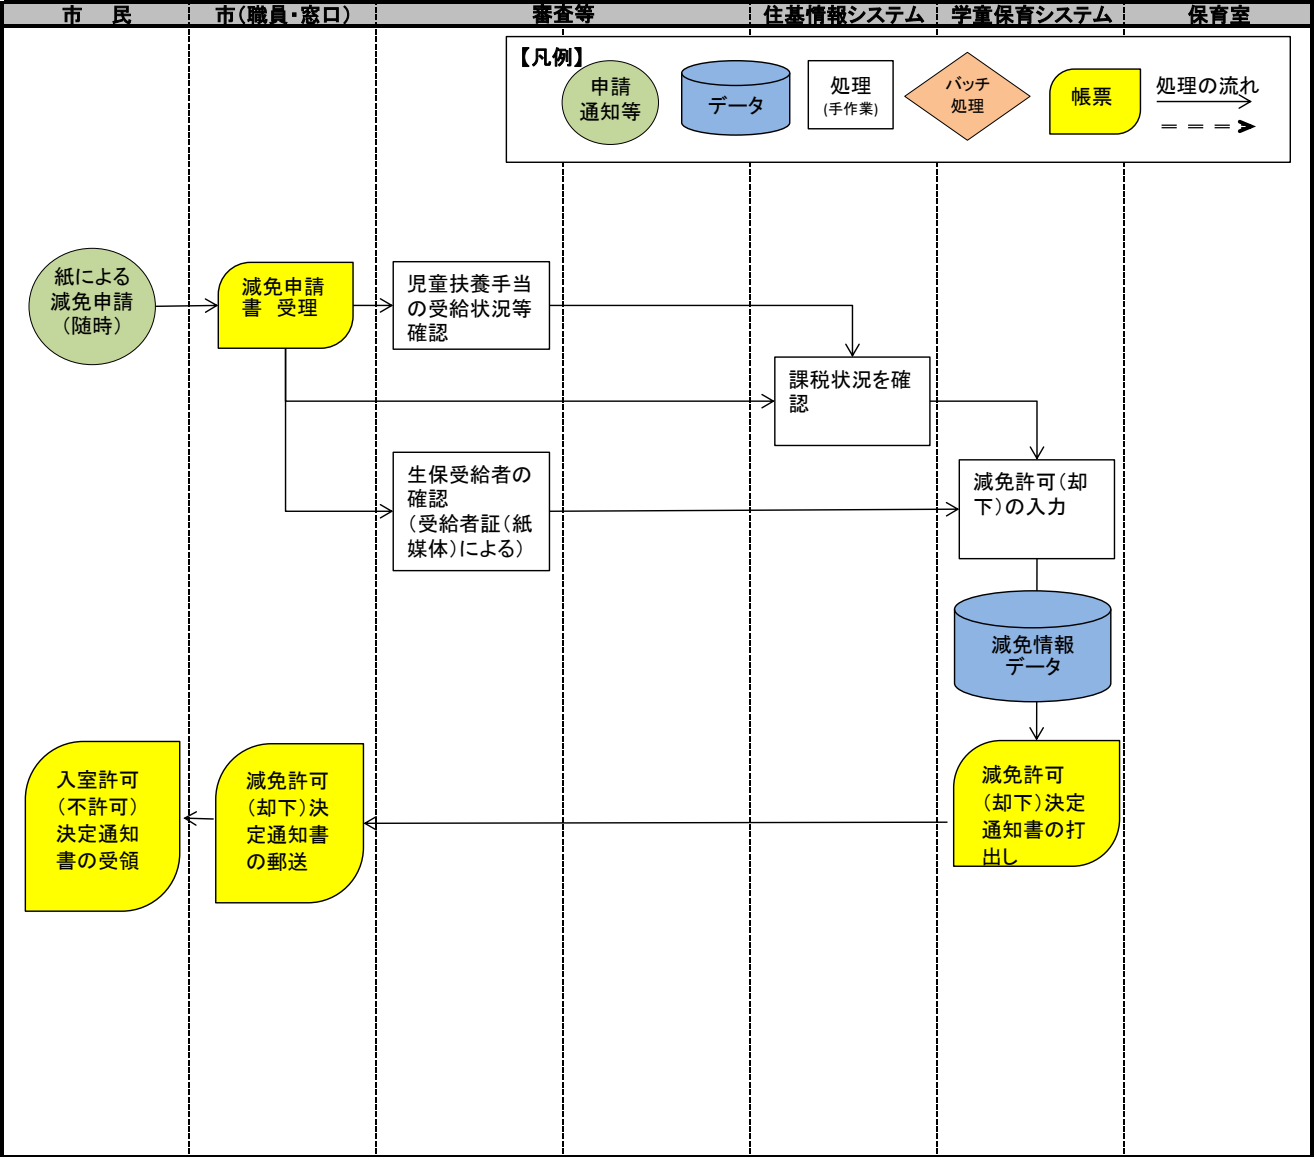 市　民
市（職員・窓口）
審査等
住基情報システム
学童保育システム
保育室
【凡例】
申請
通知等
データ
処理
(手作業)
バッチ
処理
帳票
処理の流れ
紙による
減免申請
（随時）
減免申請
書　受理
児童扶養手当
の受給状況等
確認
課税状況を確
認
生保受給者の
確認
（受給者証（紙
媒体）による）
減免許可（却
下）の入力
減免情報
データ
減免許可
（却下）決定
通知書の打
出し
減免許可
（却下）決
定通知書
の郵送
入室許可
（不許可）
決定通知
書の受領